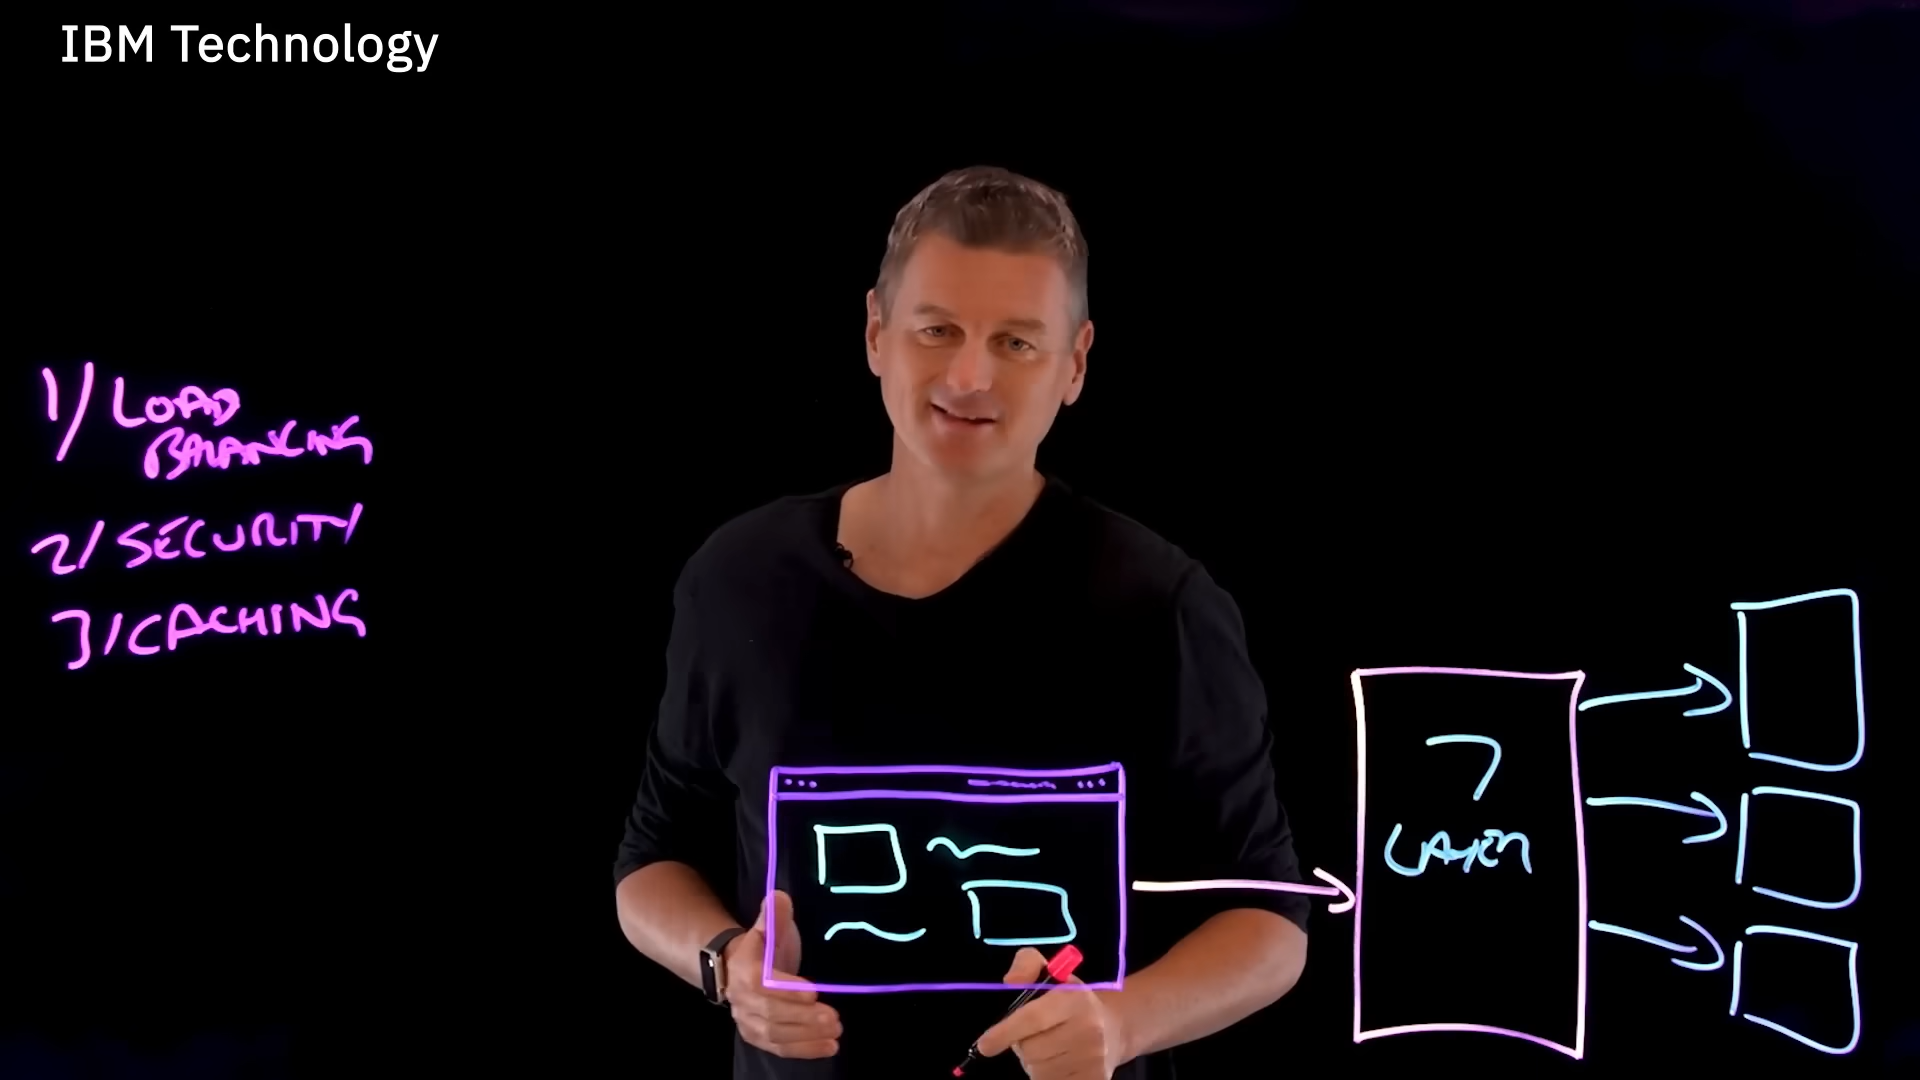 IBM Technology
1/ LOAD
BALANCING
2/ SECURITY
3/ CACHING
7
LAYER